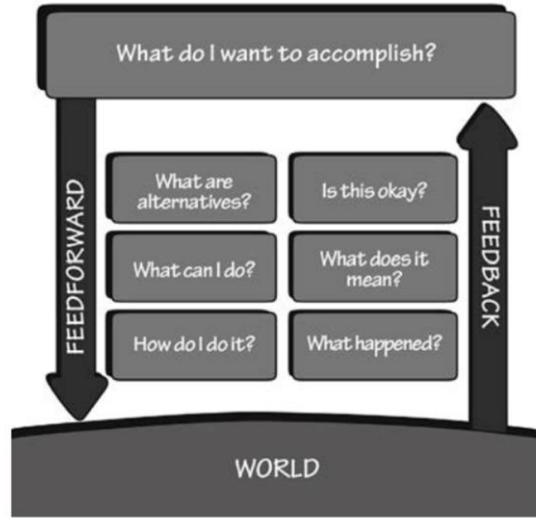 What do I want to accomplish?
FEEDFORWARD
What are
alternatives?
What can I do?
How do I do it?
Is this okay?
What does it
mean?
What happened?
FEEDBACK
WORLD